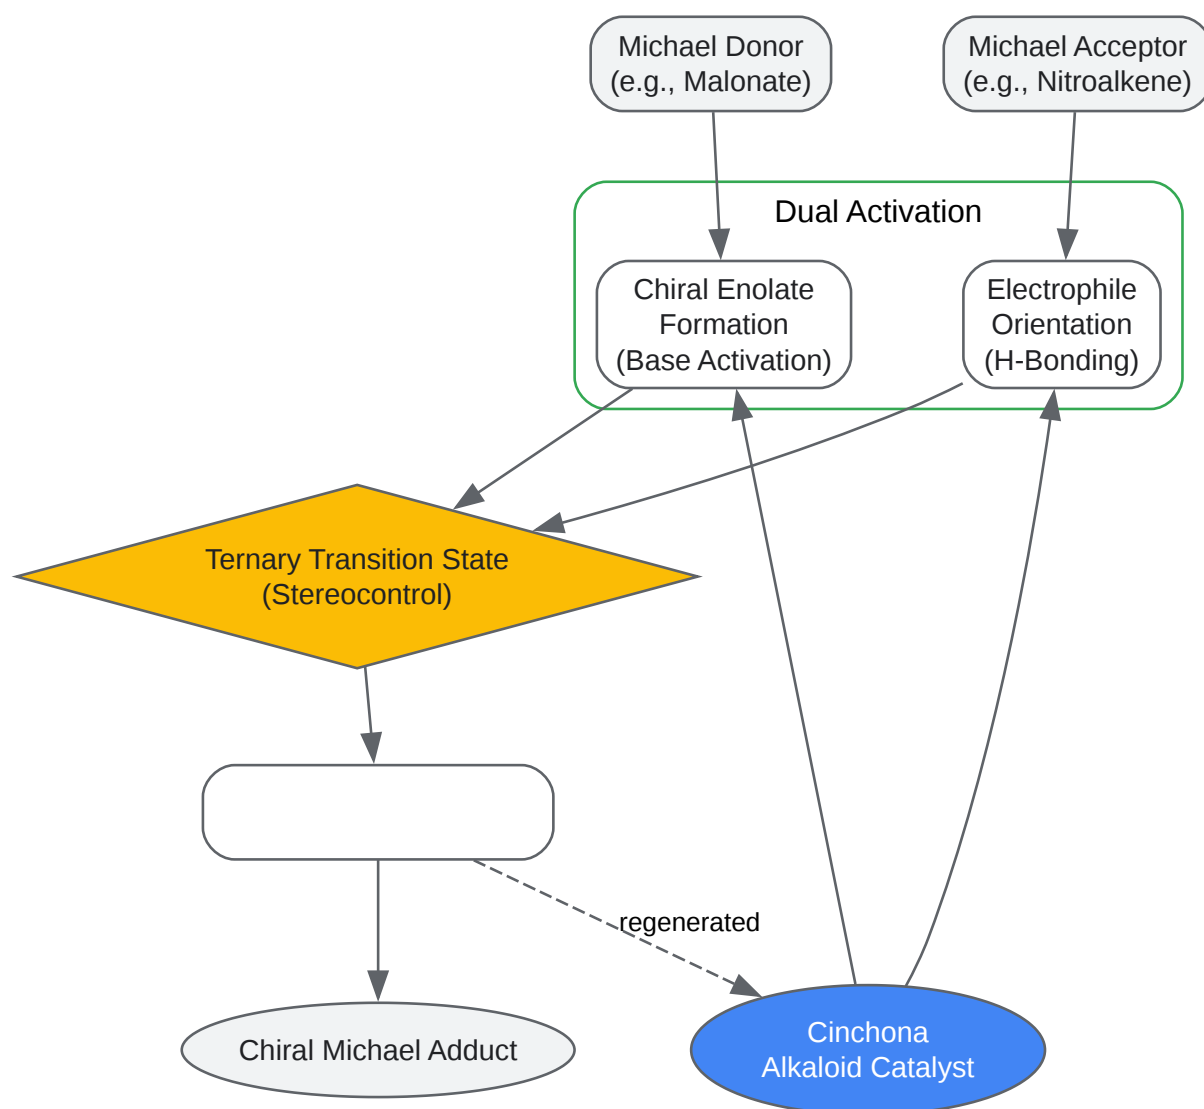 Michael Donor
(e.g., Malonate)
Michael Acceptor
(e.g., Nitroalkene)
Dual Activation
Chiral Enolate
Formation
(Base Activation)
Electrophile
Orientation
(H-Bonding)
Ternary Transition State
(Stereocontrol)
regenerated
Chiral Michael Adduct
Cinchona
Alkaloid Catalyst